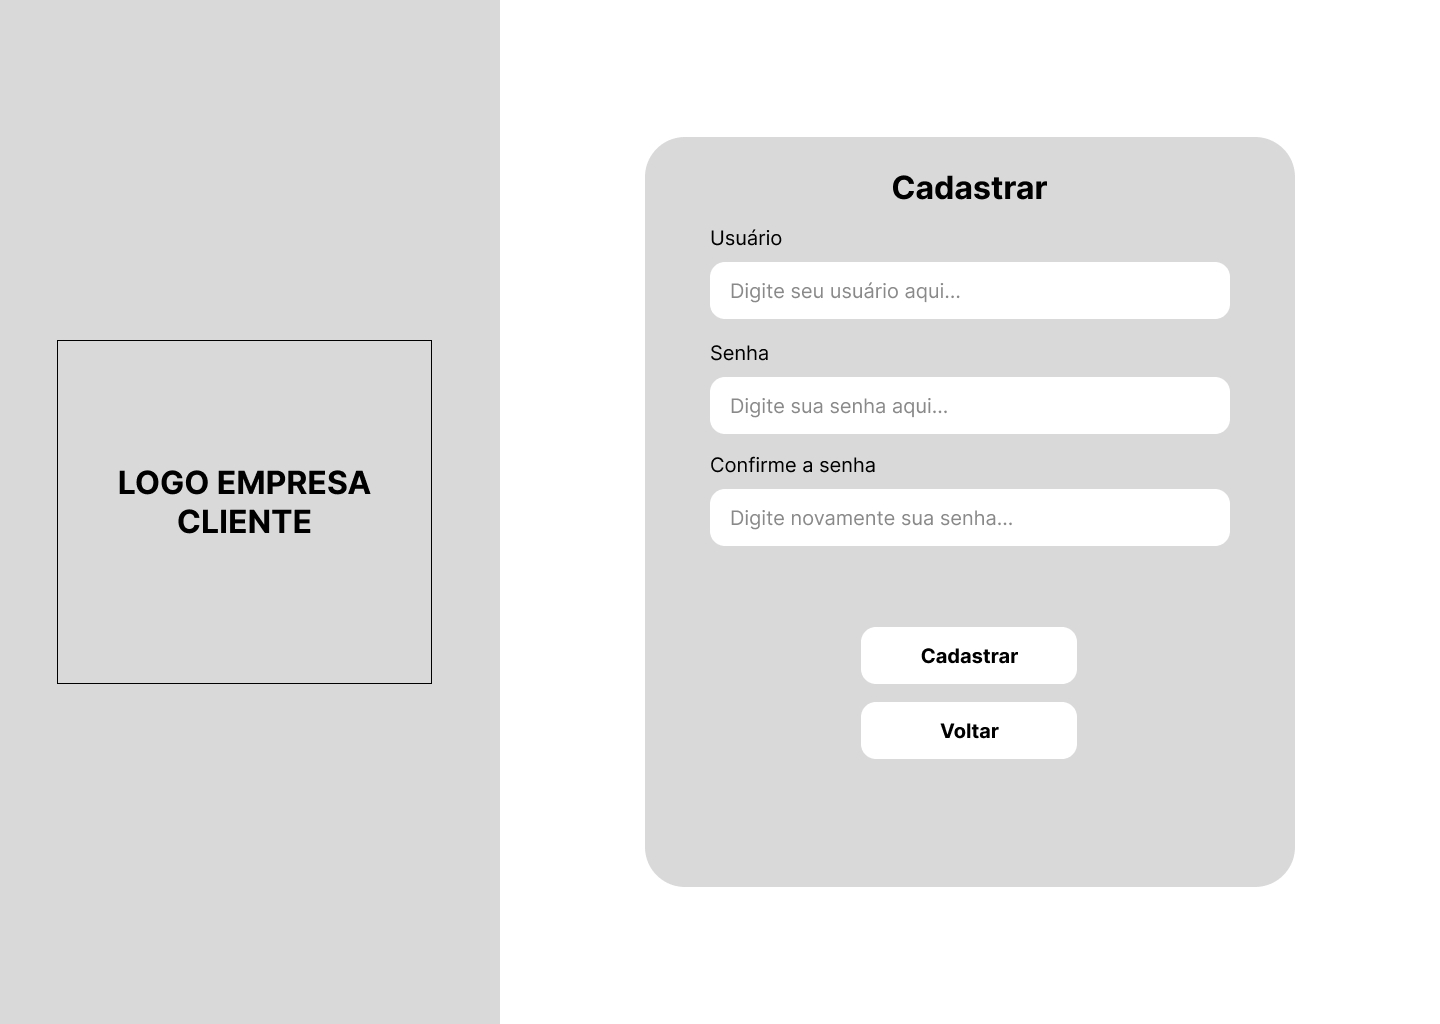 LOGO EMPRESA
CLIENTE
Cadastrar
Usuário
Digite seu usuário aqui...
Senha
Digite sua senha aqui...
Confirme a senha
Digite novamente sua senha...
Cadastrar
Voltar